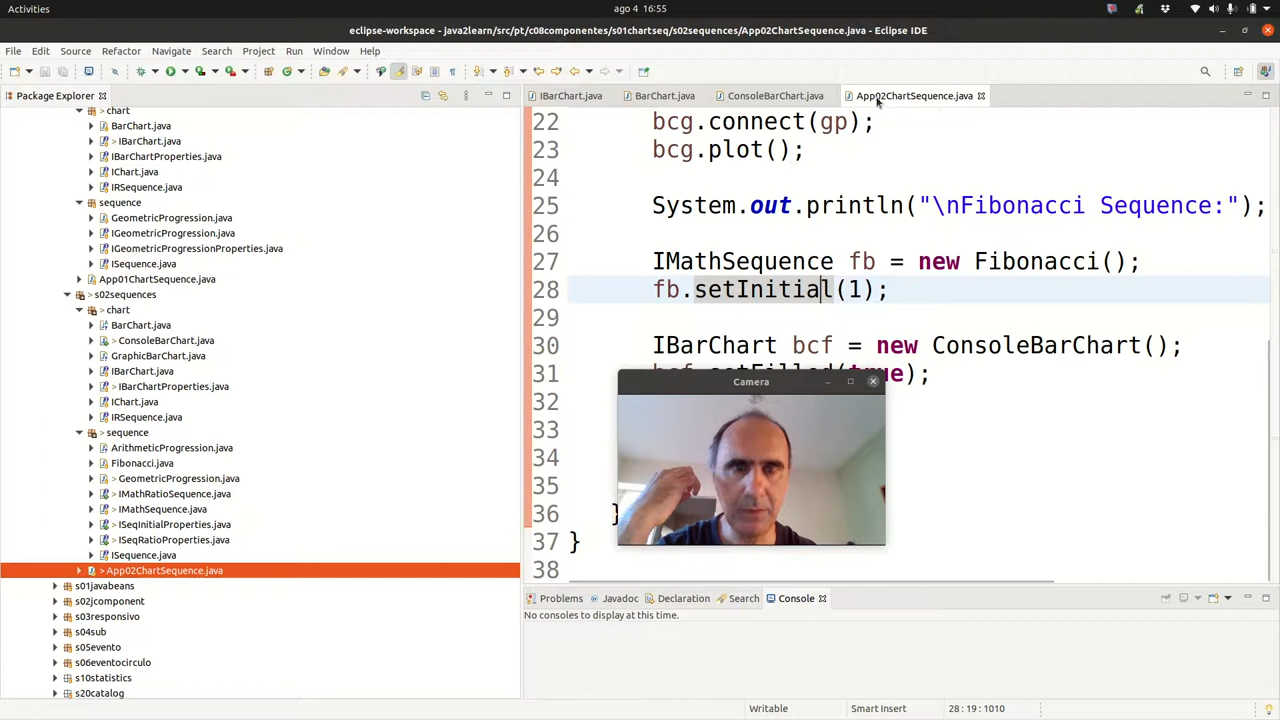 Activities
ago 4 16:55
eclipse-workspace - java2learn/src/pt/c08componentes/s01chartseq/s02sequences/App02ChartSequence.java - Eclipse IDE
File Edit Source Refactor Navigate Search Project Run Window Help
Package Explorer
IBarChart.java BarChart.java ConsoleBarChart.java App02ChartSequence.java
chart
BarChart.java
> IBarChart.java
IBarChartProperties.java
IChart.java
IRSequence.java
sequence
GeometricProgression.java
IGeometricProgression.java
IGeometricProgressionProperties.java
ISequence.java
App01ChartSequence.java
s02sequences
chart
BarChart.java
> ConsoleBarChart.java
GraphicBarChart.java
IBarChart.java
> IBarChartProperties.java
IChart.java
IRSequence.java
sequence
ArithmeticProgression.java
Fibonacci.java
> GeometricProgression.java
> IMathRatioSequence.java
> IMathSequence.java
> ISeqInitialProperties.java
> ISeqRatioProperties.java
ISequence.java
> App02ChartSequence.java
s01javabeans
s02jcomponent
s03responsivo
s04sub
s05evento
s06eventocirculo
s10statistics
s20catalog
22 bcg.connect(gp);
23 bcg.plot();
24
25 System.out.println("\nFibonacci Sequence:");
26
27 IMathSequence fb = new Fibonacci();
28 fb.setInitial(1);
29
30 IBarChart bcf = new ConsoleBarChart();
31 true);
32
33
34
35
36 }
37 }
38
Camera
Problems Javadoc Declaration Search Console
No consoles to display at this time.
Writable Smart Insert 28 : 19 : 1010